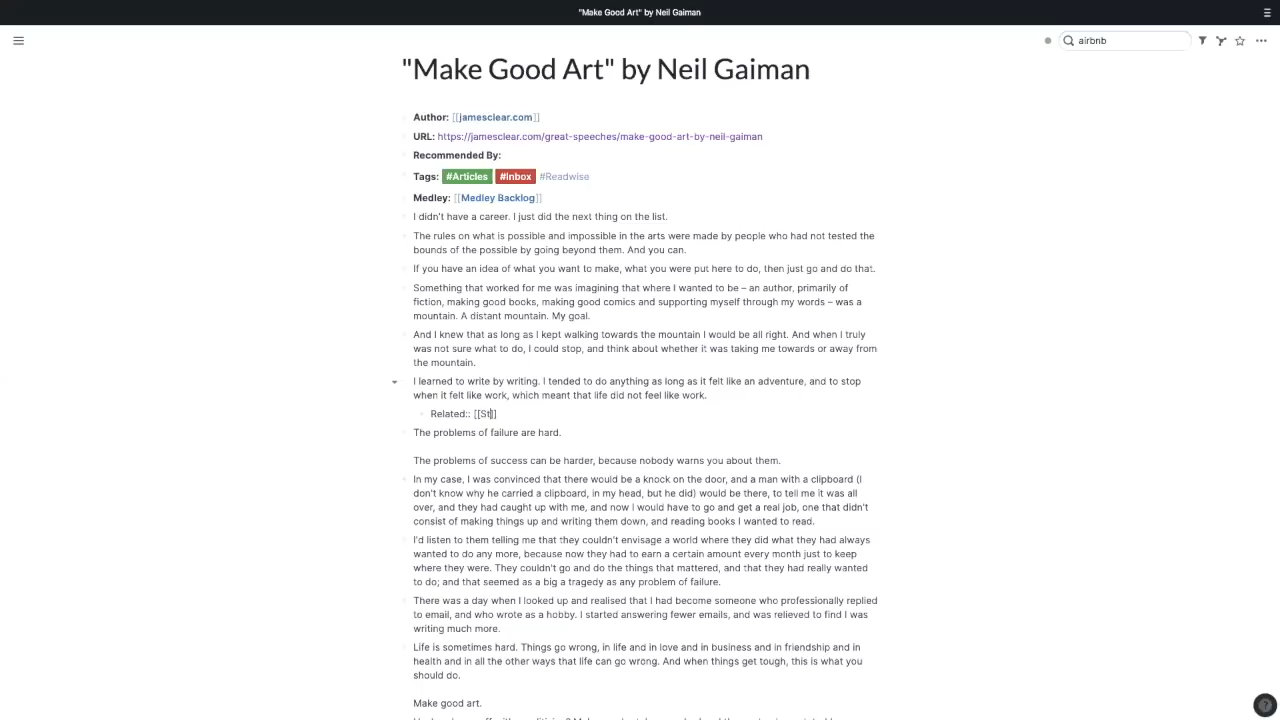 "Make Good Art" by Neil Gaiman
airbnb
"Make Good Art" by Neil Gaiman
Author: [[jamesclear.com]]
URL: https://jamesclear.com/great-speeches/make-good-art-by-neil-gaiman
Recommended By:
Tags: #Articles #Inbox #Readwise
Medley: [[Medley Backlog]]
I didn't have a career. I just did the next thing on the list.
The rules on what is possible and impossible in the arts were made by people who had not tested the
bounds of the possible by going beyond them. And you can.
If you have an idea of what you want to make, what you were put here to do, then just go and do that.
Something that worked for me was imagining that where I wanted to be – an author, primarily of
fiction, making good books, making good comics and supporting myself through my words – was a
mountain. A distant mountain. My goal.
And I knew that as long as I kept walking towards the mountain I would be all right. And when I truly
was not sure what to do, I could stop, and think about whether it was taking me towards or away from
the mountain.
I learned to write by writing. I tended to do anything as long as it felt like an adventure, and to stop
when it felt like work, which meant that life did not feel like work.
Related:: [[St]]
The problems of failure are hard.
The problems of success can be harder, because nobody warns you about them.
In my case, I was convinced that there would be a knock on the door, and a man with a clipboard (I
don't know why he carried a clipboard, in my head, but he did) would be there, to tell me it was all
over, and they had caught up with me, and now I would have to go and get a real job, one that didn't
consist of making things up and writing them down, and reading books I wanted to read.
I'd listen to them telling me that they couldn't envisage a world where they did what they had always
wanted to do any more, because now they had to earn a certain amount every month just to keep
where they were. They couldn't go and do the things that mattered, and that they had really wanted
to do; and that seemed as a big a tragedy as any problem of failure.
There was a day when I looked up and realised that I had become someone who professionally replied
to email, and who wrote as a hobby. I started answering fewer emails, and was relieved to find I was
writing much more.
Life is sometimes hard. Things go wrong, in life and in love and in business and in friendship and in
health and in all the other ways that life can go wrong. And when things get tough, this is what you
should do.
Make good art.